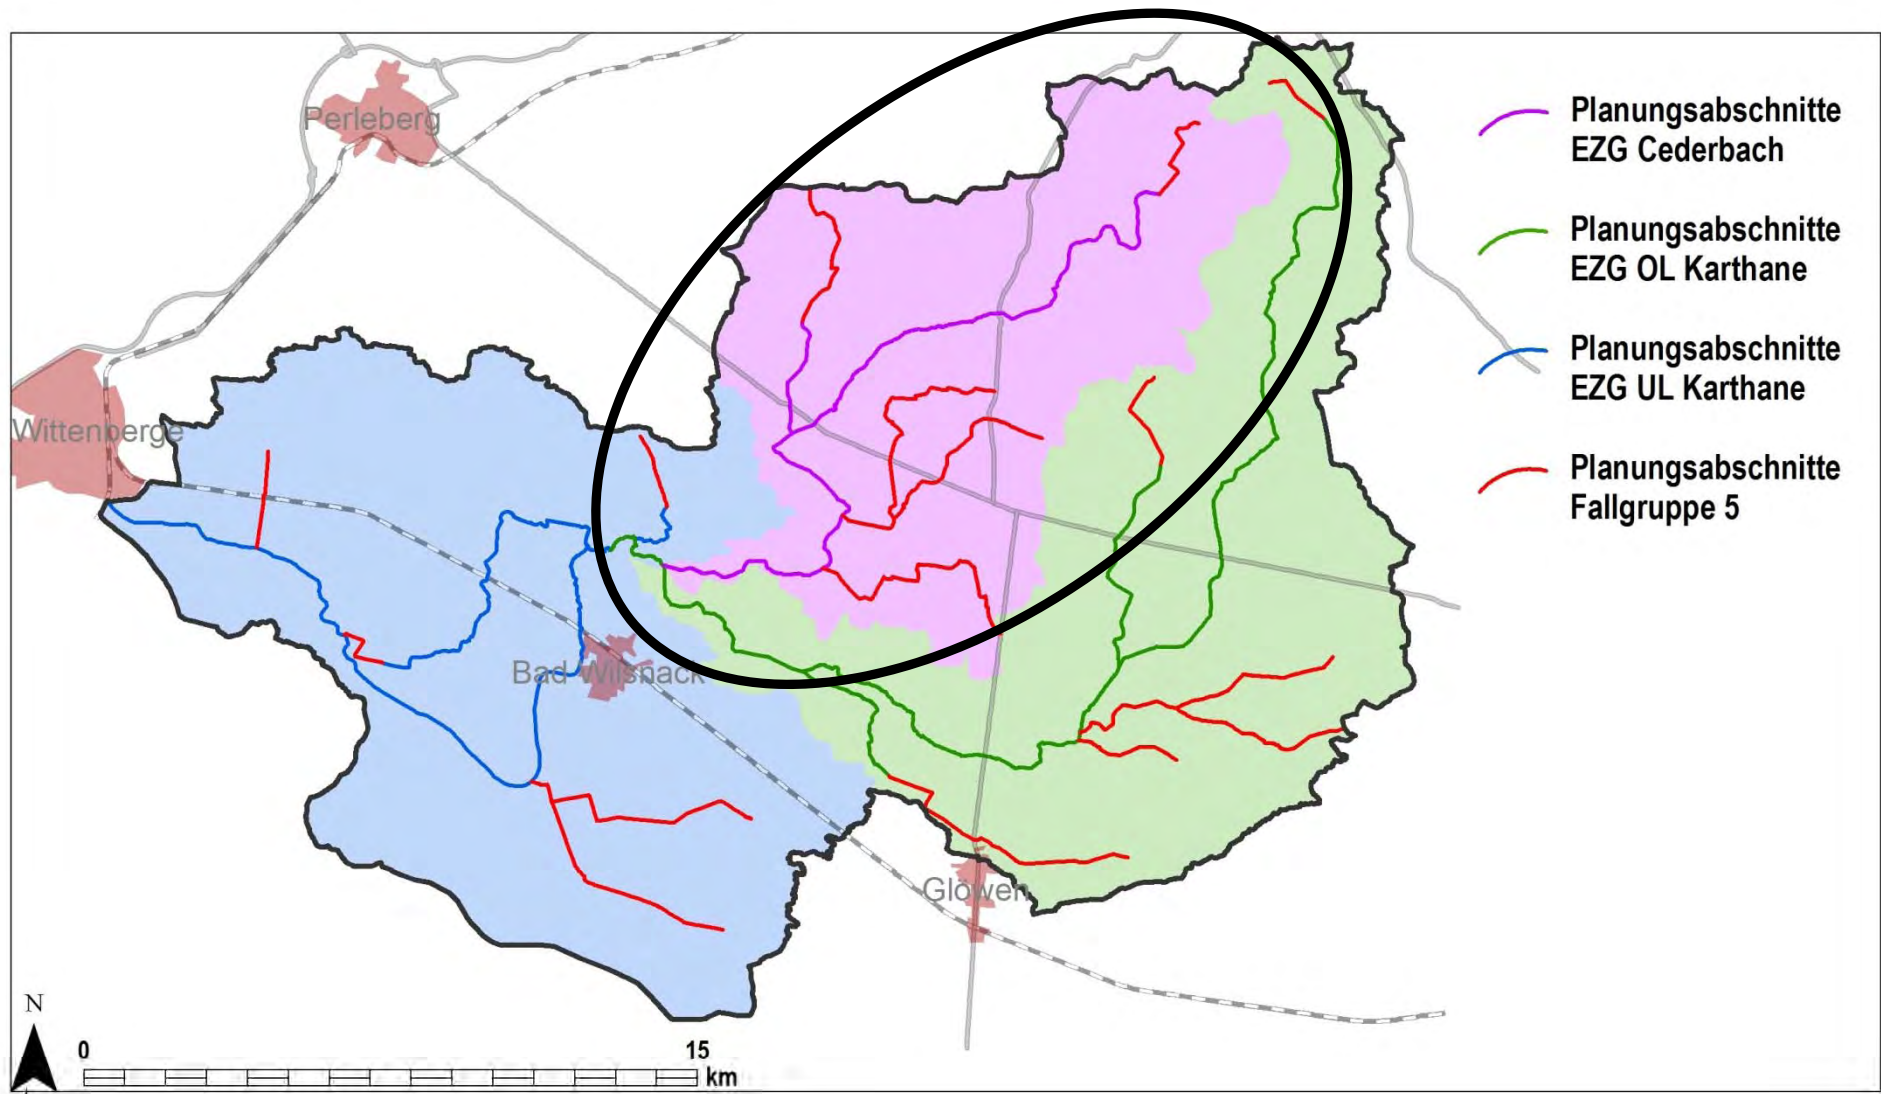 Perleberg
Wittenberge
Bad Wilsnack
Glöwen
Planungsabschnitte
EZG Cederbach
Planungsabschnitte
EZG OL Karthane
Planungsabschnitte
EZG UL Karthane
Planungsabschnitte
Fallgruppe 5
N
0 15
km